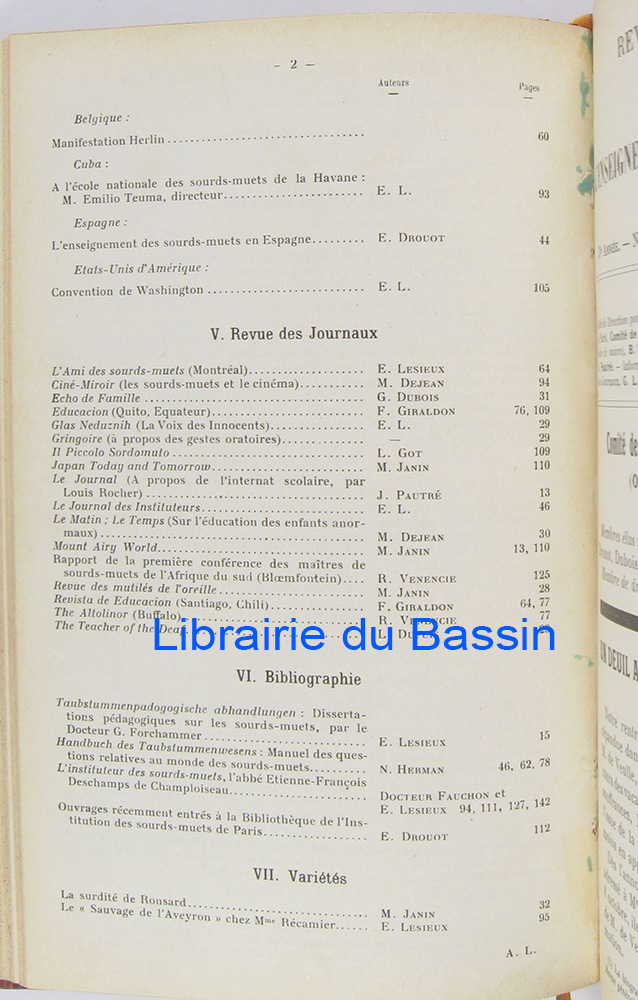 - 2 -
Auteurs Pages
Belgique :
Manifestation Herlin 60
Cuba :
A l'école nationale des sourds-muets de la Havane :
M. Emilio Teuma, directeur E. L. 93
Espagne :
L'enseignement des sourds-muets en Espagne E. DROUOT 44
Etats-Unis d'Amérique :
Convention de Washington E. L. 105
V. Revue des Journaux
L'Ami des sourds-muets (Montréal) E. LESIEUX 64
Ciné-Miroir (les sourds-muets et le cinéma) M. DEJEAN 94
Echo de Famille G. DUBOIS 31
Educacion (Quito, Equateur) F. GIRALDON 76, 109
Glas Neduznih (La Voix des Innocents) E. L. 29
Gringoire (à propos des gestes oratoires) — 29
Il Piccolo Sordomuto L. GOT 109
Japan Today and Tomorrow M. JANIN 110
Le Journal (A propos de l'internat scolaire, par
Louis Rocher) J. PAUTRÉ 13
Le Journal des Instituteurs E. L. 46
Le Matin ; Le Temps (Sur l'éducation des enfants anor-
maux) M. DEJEAN 30
Mount Airy World M. JANIN 13, 110
Rapport de la première conférence des maîtres de
sourds-muets de l'Afrique du sud (Blœmfontein) R. VENENCIE 125
Revue des mutilés de l'oreille M. JANIN 28
Revista de Educacion (Santiago, Chili) F. GIRALDON 64, 77
The Altolinor (Buffalo) R. VENENCIE 77
The Teacher of the Deaf L.
Librairie du Bassin
VI. Bibliographie
Taubstummenpadogogische abhandlungen : Disserta-
tions pédagogiques sur les sourds-muets, par le
Docteur G. Forchammer E. LESIEUX 15
Handbuch des Taubstummenwesens : Manuel des ques-
tions relatives au monde des sourds-muets N. HERMAN 46, 62, 78
L'instituteur des sourds-muets, l'abbé Etienne-François
Deschamps de Champloiseau DOCTEUR FAUCHON et
E. LESIEUX 94, 111, 127, 142
Ouvrages récemment entrés à la Bibliothèque de l'Ins-
titution des sourds-muets de Paris E. DROUOT 112
VII. Variétés
La surdité de Ronsard M. JANIN 32
Le « Sauvage de l'Aveyron » chez Mme Récamier E. LESIEUX 95
A. L.